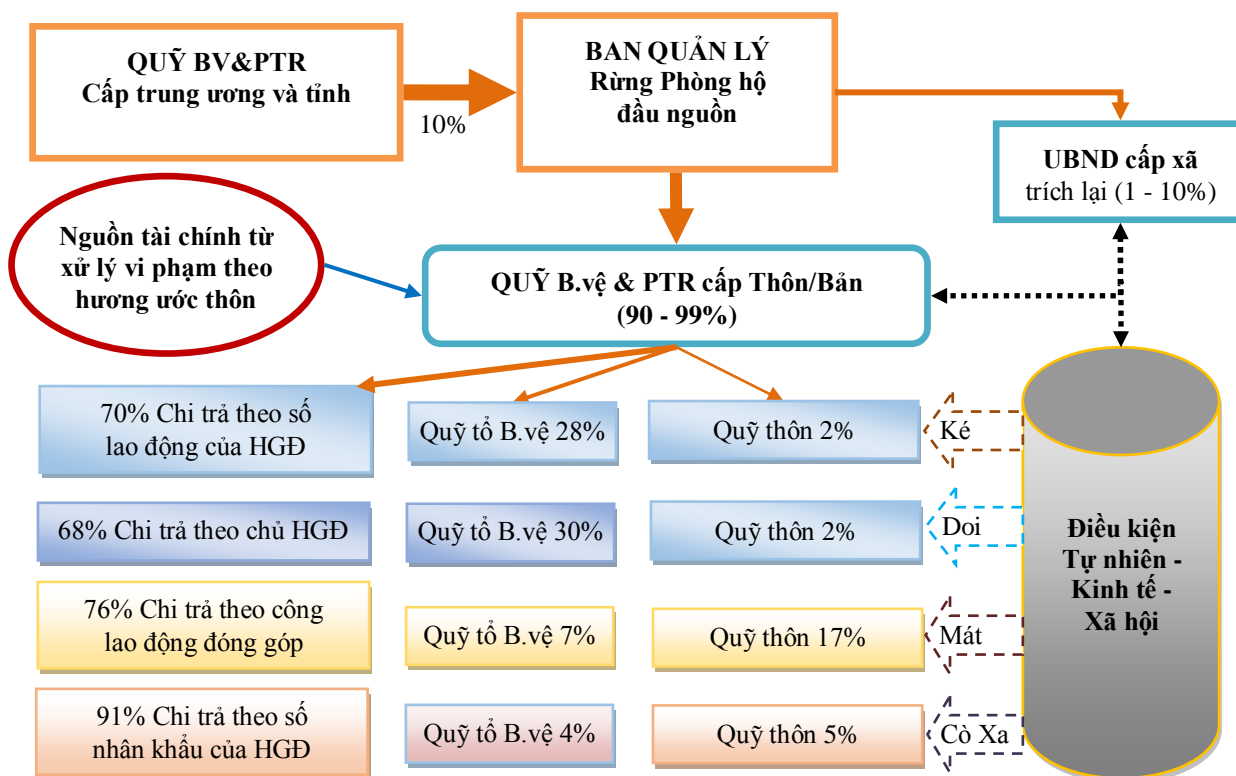 QUỸ BV&PTR
Cấp trung ương và tỉnh
10%
BAN QUẢN LÝ
Rừng Phòng hộ
đầu nguồn
UBND cấp xã
trích lại (1 - 10%)
Nguồn tài chính từ
xử lý vi phạm theo
hương ước thôn
QUỸ B.vệ & PTR cấp Thôn/Bản
(90 - 99%)
70% Chi trả theo số
lao động của HGĐ
Quỹ tổ B.vệ 28%
Quỹ thôn 2%
Ké
68% Chi trả theo chủ HGĐ
Quỹ tổ B.vệ 30%
Quỹ thôn 2%
Doi
76% Chi trả theo công
lao động đóng góp
Quỹ tổ B.vệ 7%
Quỹ thôn 17%
Mát
91% Chi trả theo số
nhân khẩu của HGĐ
Quỹ tổ B.vệ 4%
Quỹ thôn 5%
Cò Xa
Điều kiện
Tự nhiên -
Kinh tế -
Xã hội